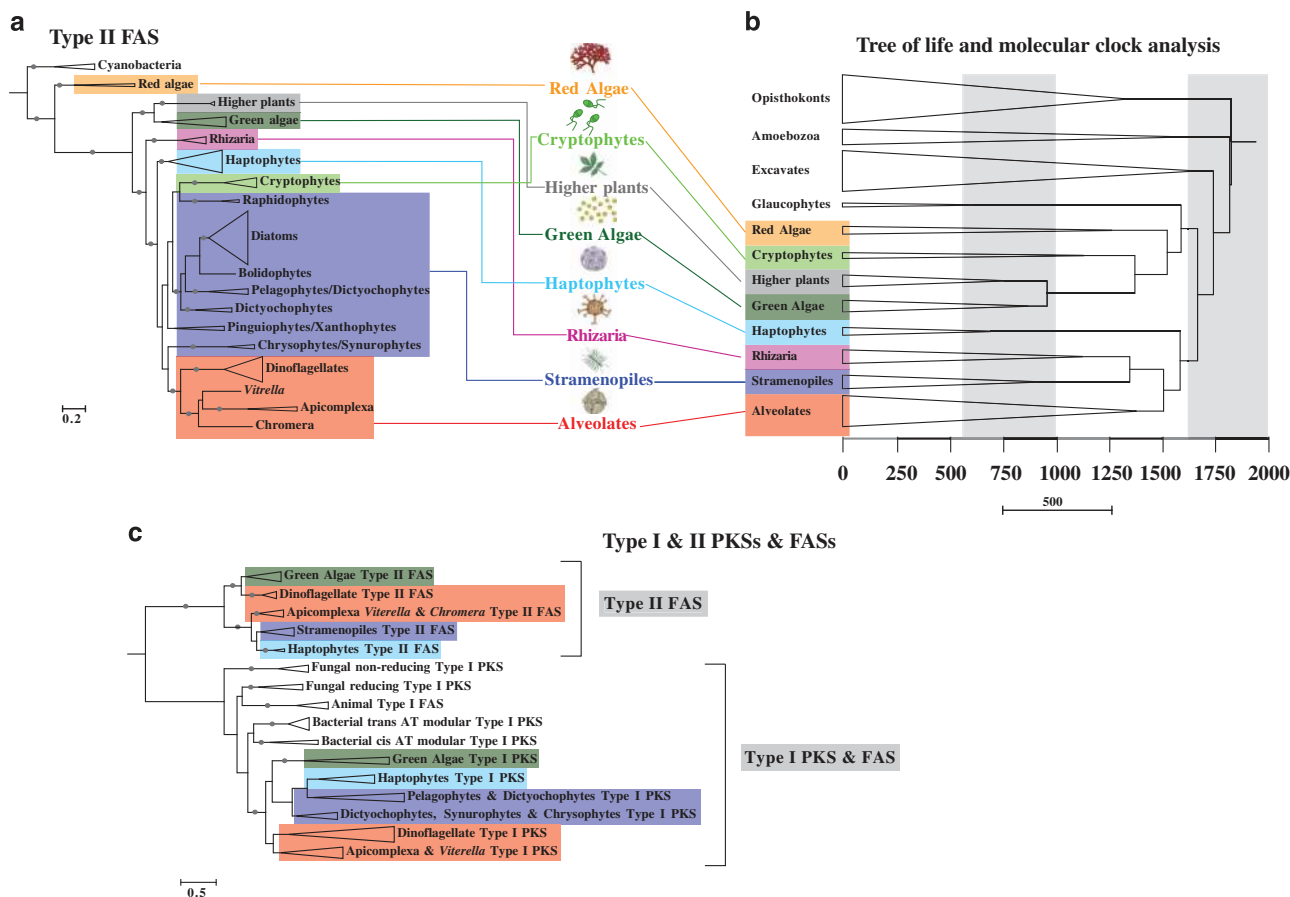 a
Type II FAS
Cyanobacteria
Red algae
Higher plants
Green algae
Rhizaria
Haptophytes
Cryptophytes
Raphidophytes
Diatoms
Bolidophytes
Pelagophytes/Dictyochophytes
Dictyochophytes
Pinguiophytes/Xanthophytes
Chrysophytes/Synurophytes
Dinoflagellates
Vitrella
Apicomplexa
Chromera
0.2
Red Algae
Cryptophytes
Higher plants
Green Algae
Haptophytes
Rhizaria
Stramenopiles
Alveolates
b
Tree of life and molecular clock analysis
Opisthokonts
Amoebozoa
Excavates
Glaucophytes
Red Algae
Cryptophytes
Higher plants
Green Algae
Haptophytes
Rhizaria
Stramenopiles
Alveolates
0 250 500 750 1000 1250 1500 1750 2000
500
c
Type I & II PKSs & FASs
Green Algae Type II FAS
Dinoflagellate Type II FAS
Apicomplexa Viterella & Chromera Type II FAS
Stramenopiles Type II FAS
Haptophytes Type II FAS
Type II FAS
Fungal non-reducing Type I PKS
Fungal reducing Type I PKS
Animal Type I FAS
Bacterial trans AT modular Type I PKS
Bacterial cis AT modular Type I PKS
Green Algae Type I PKS
Haptophytes Type I PKS
Pelagophytes & Dictyochophytes Type I PKS
Dictyochophytes, Synurophytes & Chrysophytes Type I PKS
Dinoflagellate Type I PKS
Apicomplexa & Viterella Type I PKS
Type I PKS & FAS
0.5